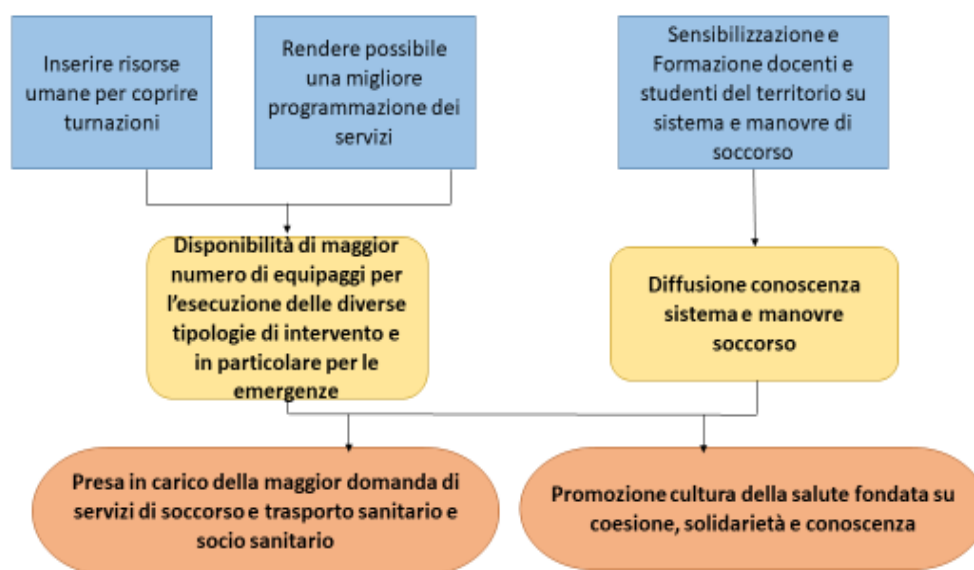 Inserire risorse
umane per coprire
turnazioni
Rendere possibile
una migliore
programmazione dei
servizi
Sensibilizzazione e
Formazione docenti e
studenti del territorio su
sistema e manovre di
soccorso
Disponibilità di maggior
numero di equipaggi per
l'esecuzione delle diverse
tipologie di intervento e
in particolare per le
emergenze
Diffusione conoscenza
sistema e manovre
soccorso
Presa in carico della maggior domanda di
servizi di soccorso e trasporto sanitario e
socio sanitario
Promozione cultura della salute fondata su
coesione, solidarietà e conoscenza